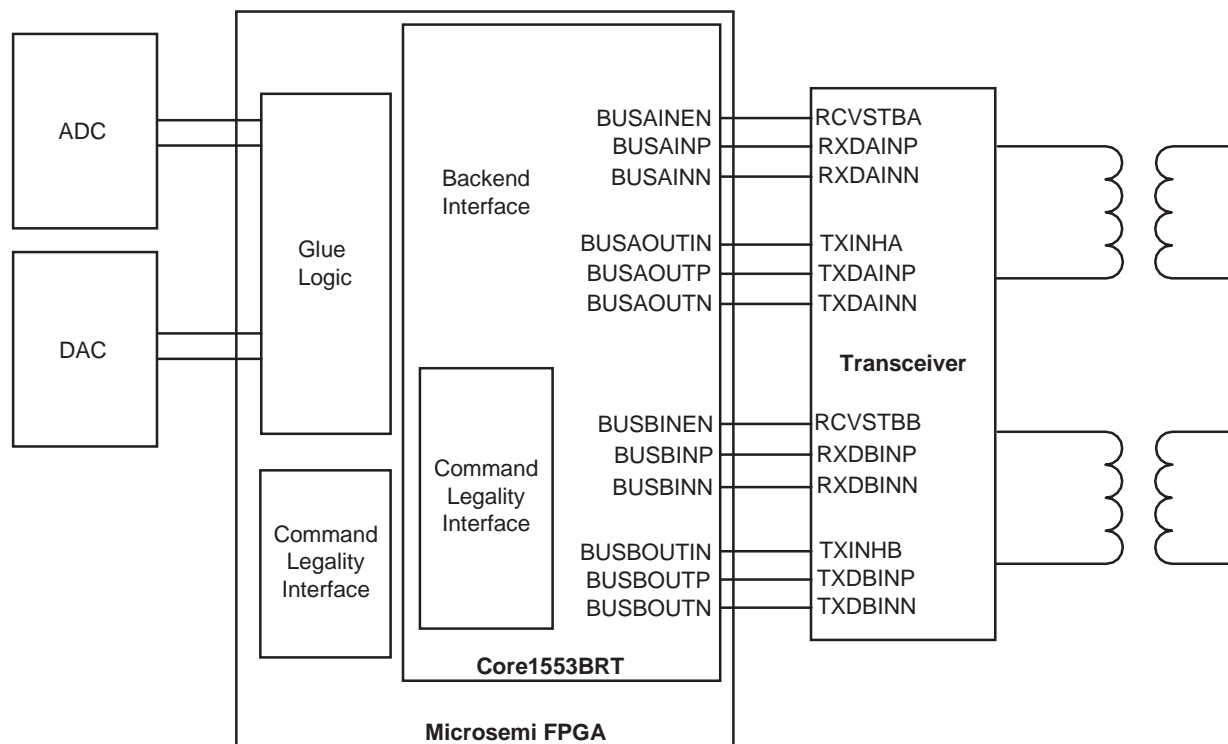 ADC
DAC
Glue
Logic
Command
Legality
Interface
Backend
Interface
Command
Legality
Interface
BUSAINEN
BUSAINP
BUSAINN
BUSAOUTIN
BUSAOUTP
BUSAOUTN
BUSBINEN
BUSBINP
BUSBINN
BUSBOUTIN
BUSBOUTP
BUSBOUTN
Core1553BRT
Microsemi FPGA
RCVSTBA
RXDAINP
RXDAINN
TXINHA
TXDAINP
TXDAINN
Transceiver
RCVSTBB
RXDBINP
RXDBINN
TXINHB
TXDBINP
TXDBINN